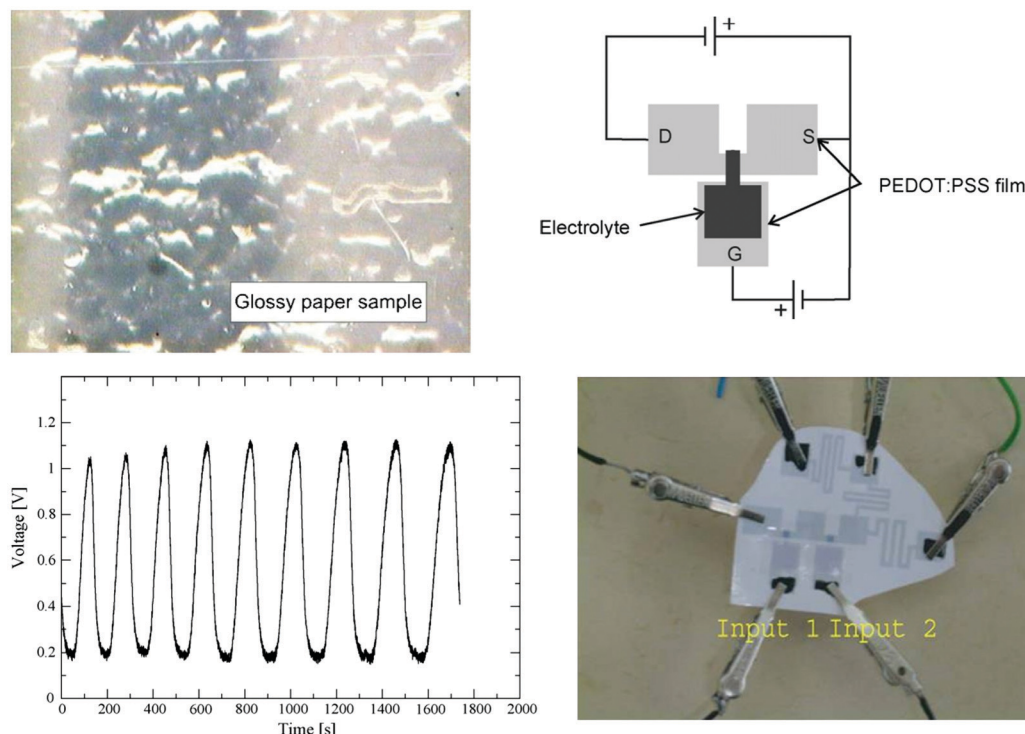 Glossy paper sample
+
D
S
PEDOT:PSS film
Electrolyte
G
+
Voltage [V]
1.2
1
0.8
0.6
0.4
0.2
0
0 200 400 600 800 1000 1200 1400 1600 1800 2000
Time [s]
Input 1 Input 2